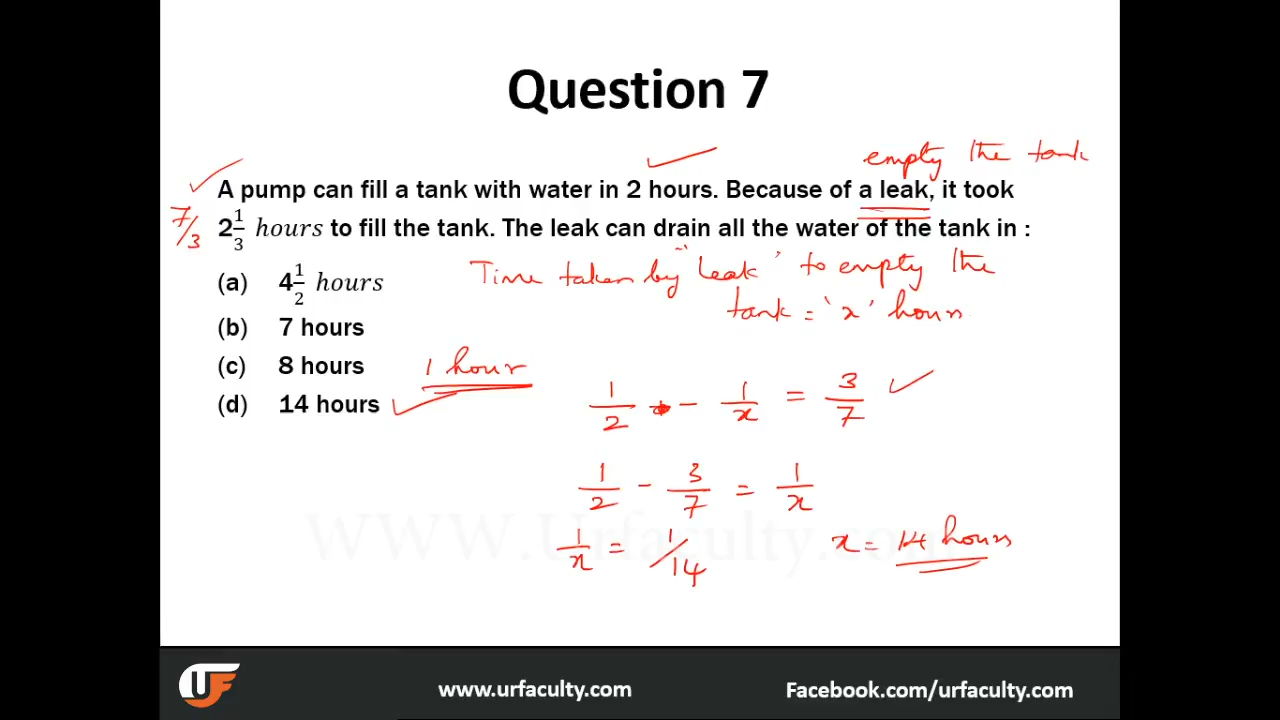 Question 7
empty the tank
A pump can fill a tank with water in 2 hours. Because of a leak, it took
7/3
2 1/3 hours to fill the tank. The leak can drain all the water of the tank in :
Time taken by "leak" to empty the
tank = 'x' hours
(a) 4 1/2 hours
(b) 7 hours
(c) 8 hours
(d) 14 hours
1 hour
1/2 - 1/x = 3/7
1/2 - 3/7 = 1/x
1/x = 1/14
x = 14 hours
WWW.Urfaculty.com
UF
www.urfaculty.com
Facebook.com/urfaculty.com